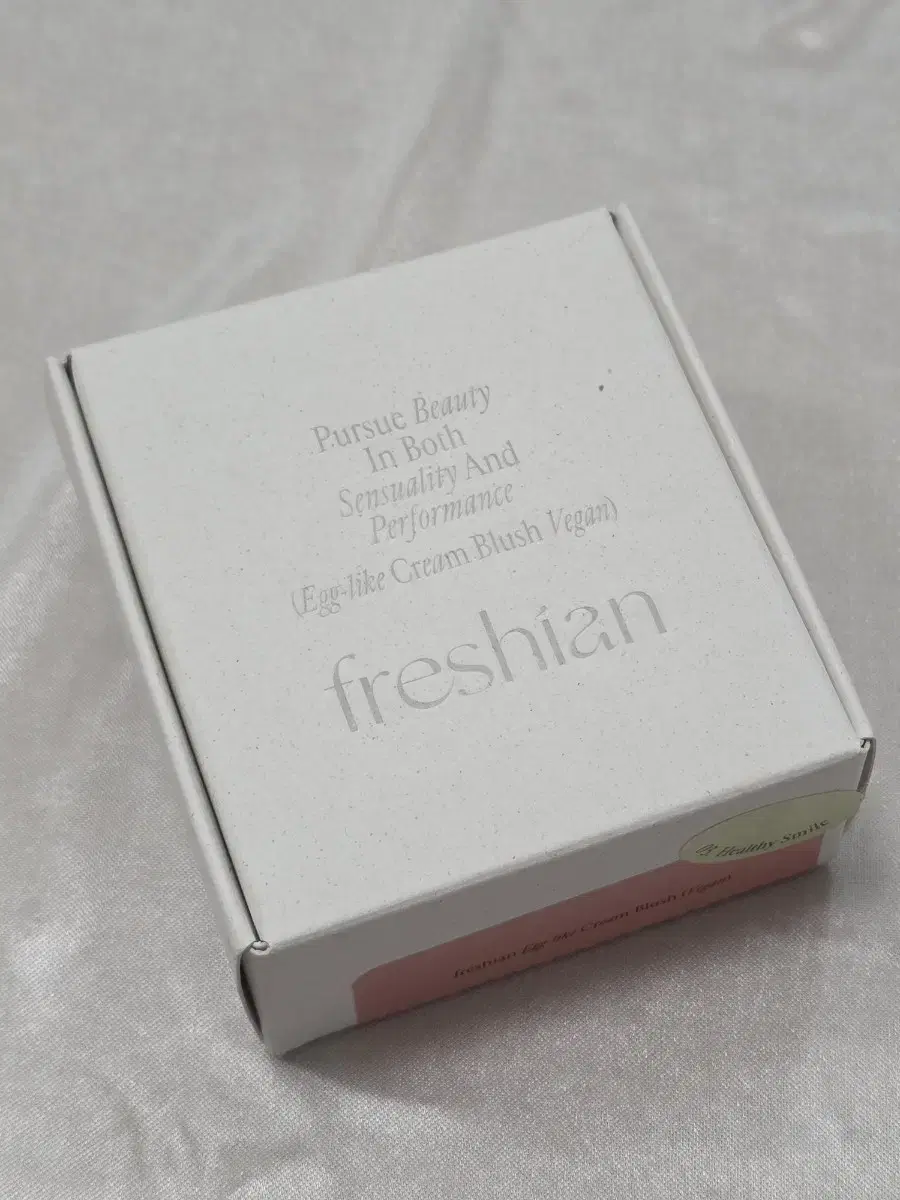 Pursue Beauty
In Both
Sensuality And
Performance
(Egg-like Cream Blush Vegan)
freshian
Healthy Smile
freshian Egg-like Cream Blush (Vegan)